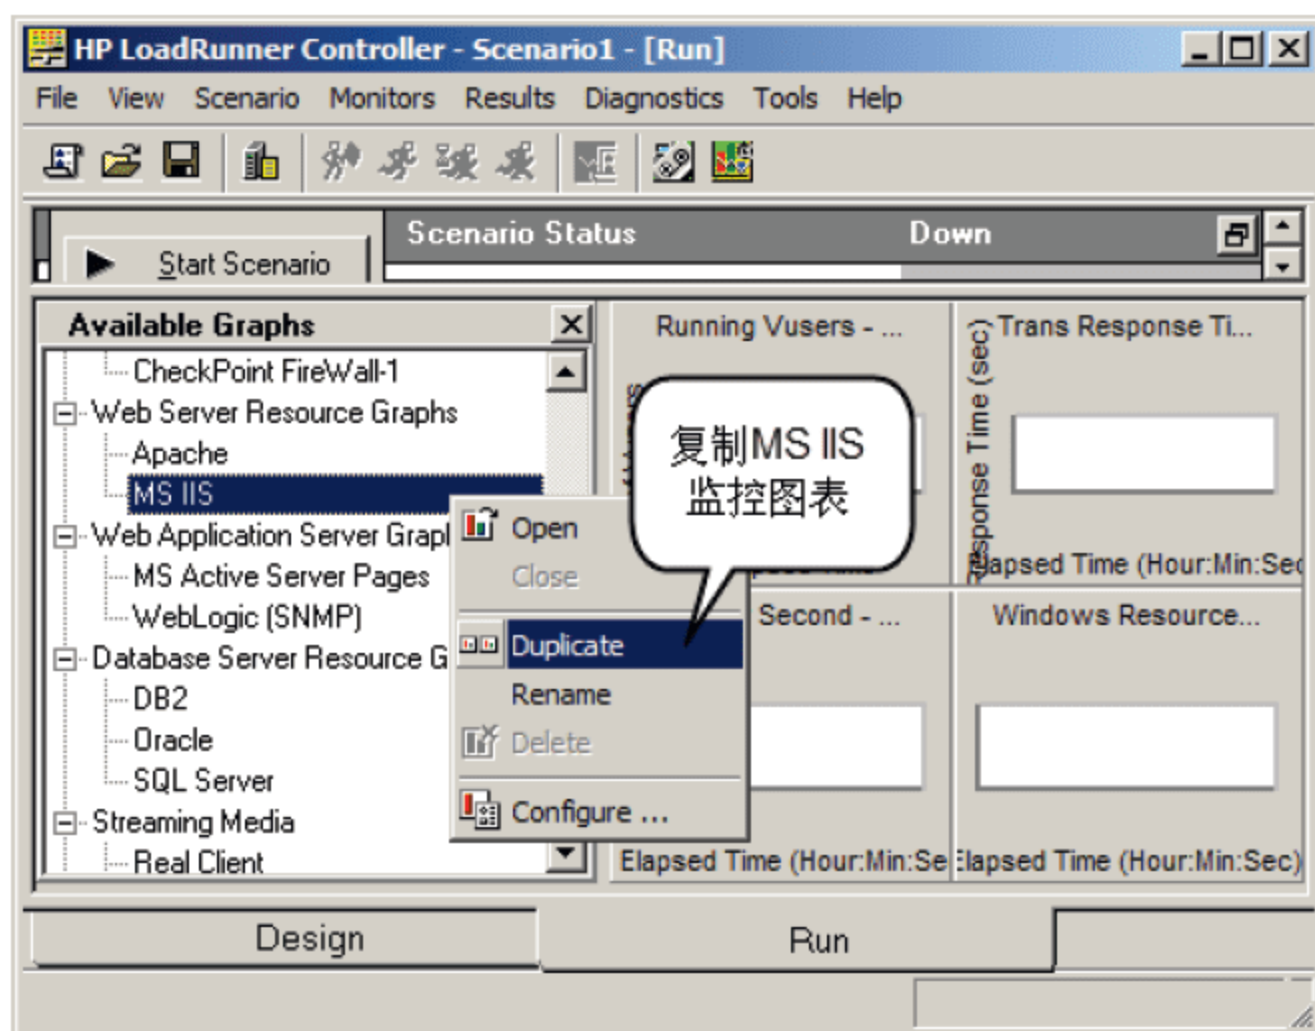 HP LoadRunner Controller - Scenario1 - [Run]
File View Scenario Monitors Results Diagnostics Tools Help
Start Scenario
Scenario Status Down
Available Graphs
CheckPoint FireWall-1
Web Server Resource Graphs
Apache
MS IIS
Web Application Server Grap
MS Active Server Pages
WebLogic (SNMP)
Database Server Resource G
DB2
Oracle
SQL Server
Streaming Media
Real Client
Open
Close
Duplicate
Rename
Delete
Configure ...
复制MS IIS
监控图表
Running Vusers - ...
Trans Response Ti...
Response Time (sec)
Elapsed Time (Hour:Min:Sec
Second - ...
Windows Resource...
Elapsed Time (Hour:Min:Se
Elapsed Time (Hour:Min:Sec)
Design
Run